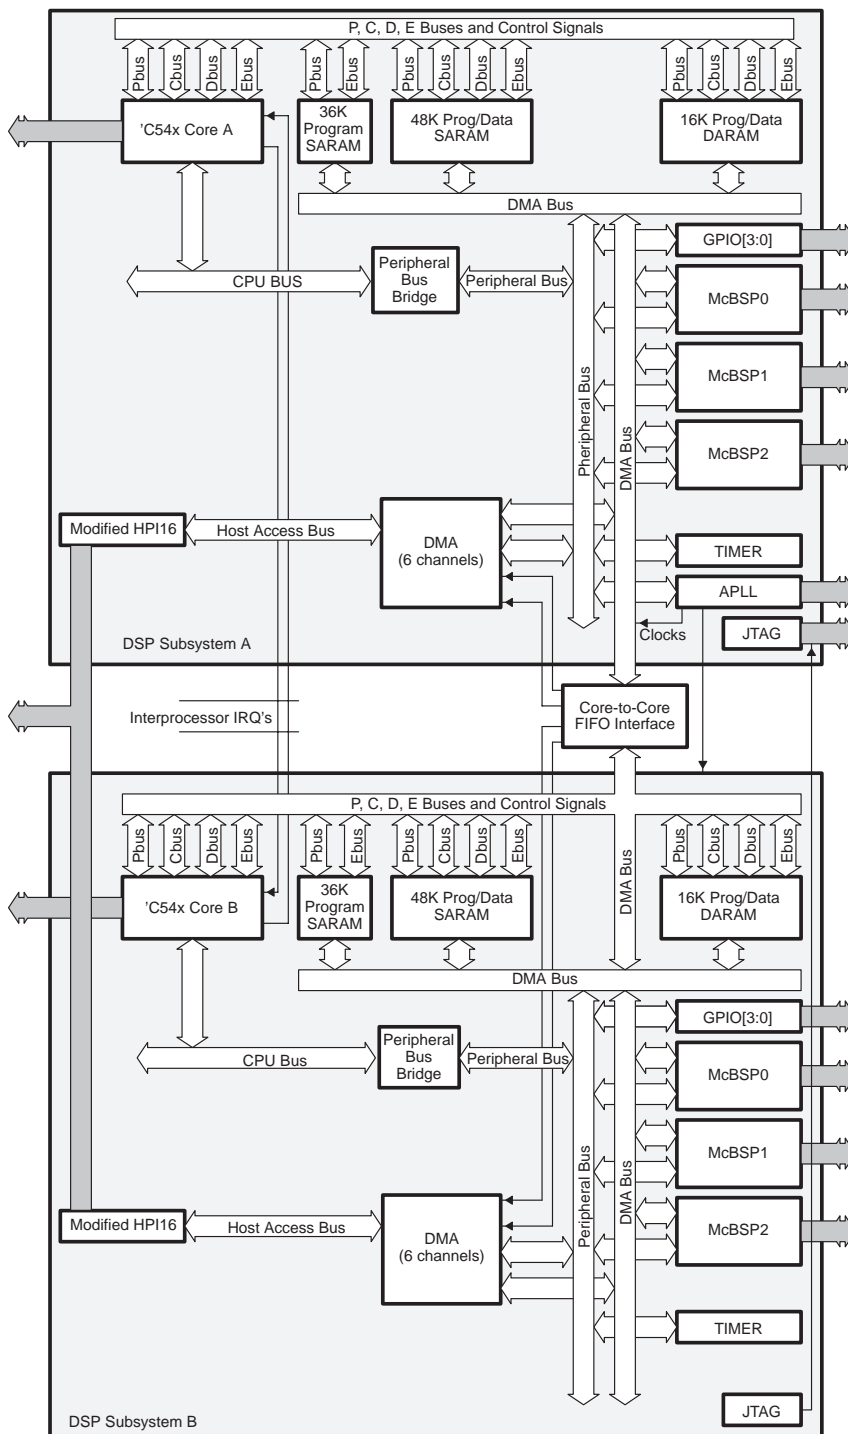 P, C, D, E Buses and Control Signals
Pbus
Cbus
Dbus
Ebus
Pbus
Ebus
Pbus
Cbus
Dbus
Ebus
Pbus
Cbus
Dbus
Ebus
'C54x Core A
36K
Program
SARAM
48K Prog/Data
SARAM
16K Prog/Data
DARAM
DMA Bus
GPIO[3:0]
CPU BUS
Peripheral
Bus
Bridge
Peripheral Bus
McBSP0
McBSP1
McBSP2
Pheripheral Bus
DMA Bus
Modified HPI16
Host Access Bus
DMA
(6 channels)
TIMER
APLL
Clocks
JTAG
DSP Subsystem A
Interprocessor IRQ's
Core-to-Core
FIFO Interface
P, C, D, E Buses and Control Signals
Pbus
Cbus
Dbus
Ebus
Pbus
Ebus
Pbus
Cbus
Dbus
Ebus
DMA Bus
Pbus
Cbus
Dbus
Ebus
'C54x Core B
36K
Program
SARAM
48K Prog/Data
SARAM
16K Prog/Data
DARAM
DMA Bus
GPIO[3:0]
CPU Bus
Peripheral
Bus
Bridge
Peripheral Bus
McBSP0
McBSP1
McBSP2
Peripheral Bus
DMA Bus
Modified HPI16
Host Access Bus
DMA
(6 channels)
TIMER
JTAG
DSP Subsystem B